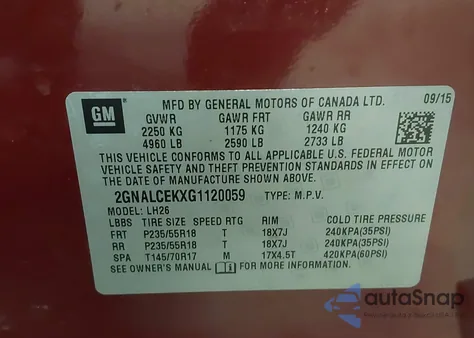 GM
MFD BY GENERAL MOTORS OF CANADA LTD. 09/15
GVWR GAWR FRT GAWR RR
2250 KG 1175 KG 1240 KG
4960 LB 2590 LB 2733 LB
THIS VEHICLE CONFORMS TO ALL APPLICABLE U.S. FEDERAL MOTOR
VEHICLE SAFETY AND THEFT PREVENTION STANDARDS IN EFFECT ON
THE DATE OF MANUFACTURE SHOWN ABOVE.
2GNALCEKXG1120059 TYPE: M.P.V.
MODEL: LH26
LBBS TIRE SIZE SPEED RTG RIM COLD TIRE PRESSURE
FRT P235/55R18 T 18X7J 240KPA(35PSI)
RR P235/55R18 T 18X7J 240KPA(35PSI)
SPA T145/70R17 M 17X4.5T 420KPA(60PSI)
SEE OWNER'S MANUAL FOR MORE INFORMATION.
autoSnap